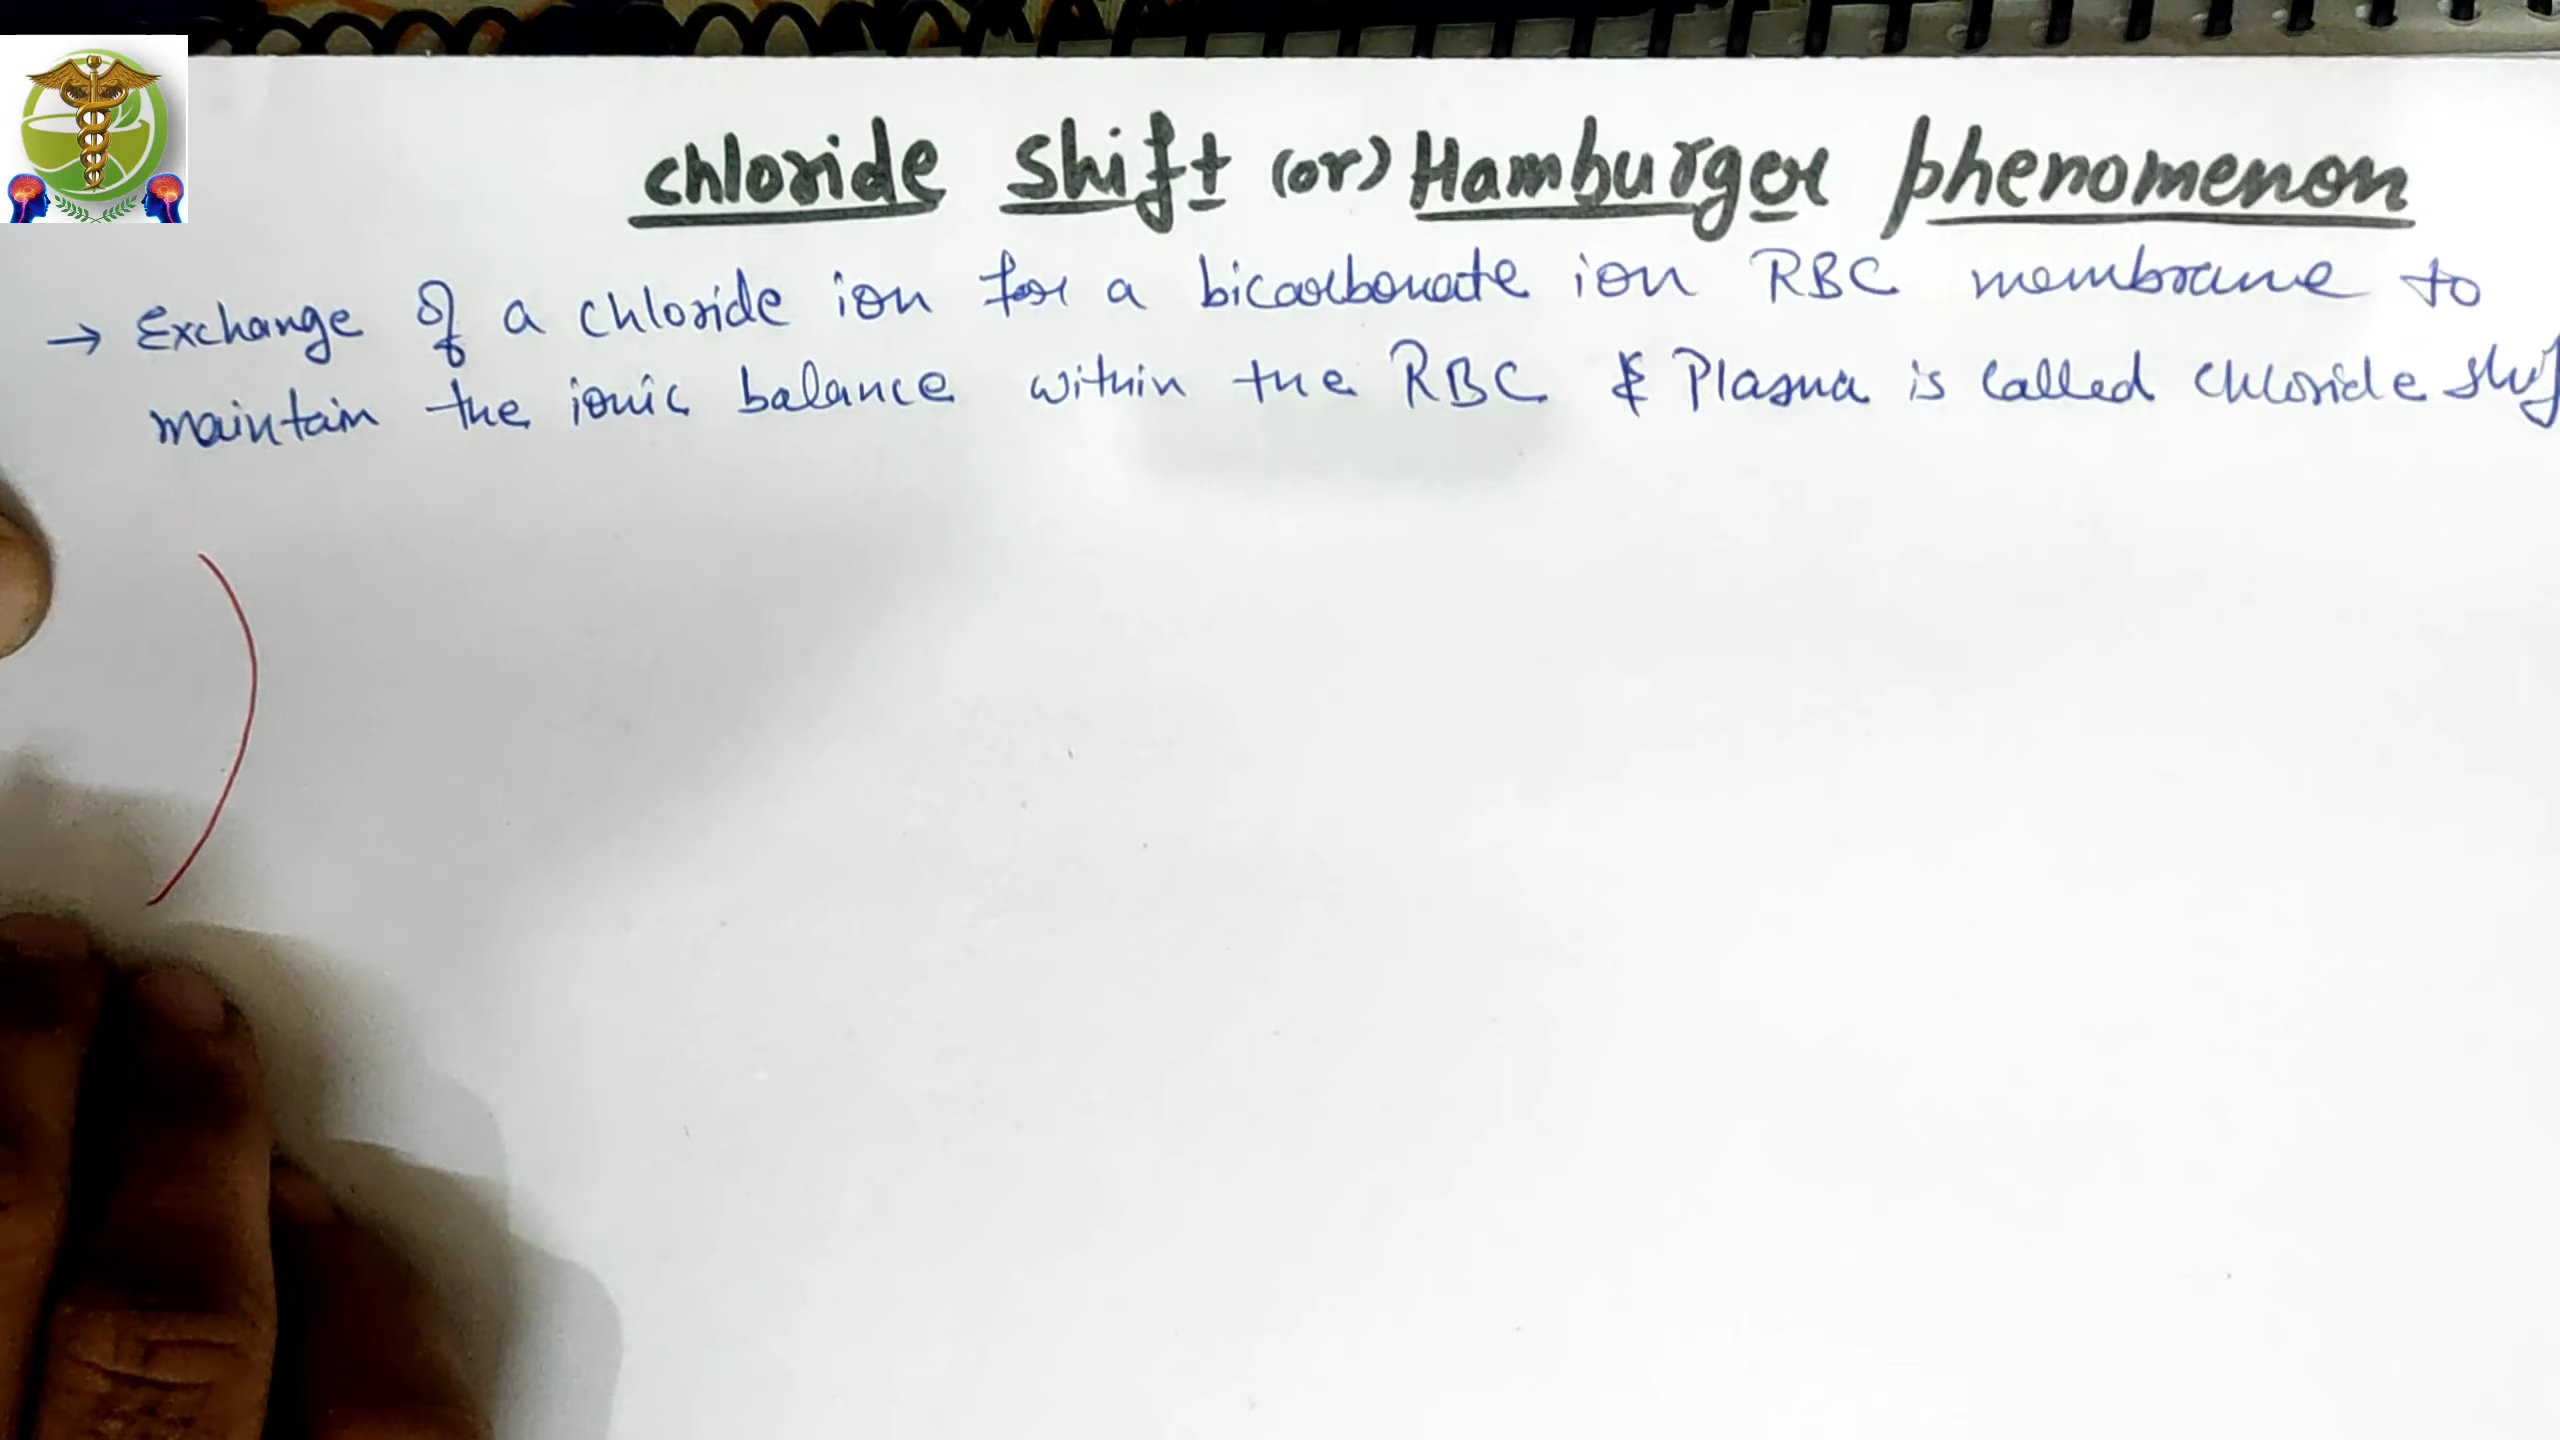 Chloride Shift (or) Hamburger phenomenon
→ Exchange of a chloride ion for a bicarbonate ion RBC membrane to
maintain the ionic balance within the RBC & Plasma is called chloride shif